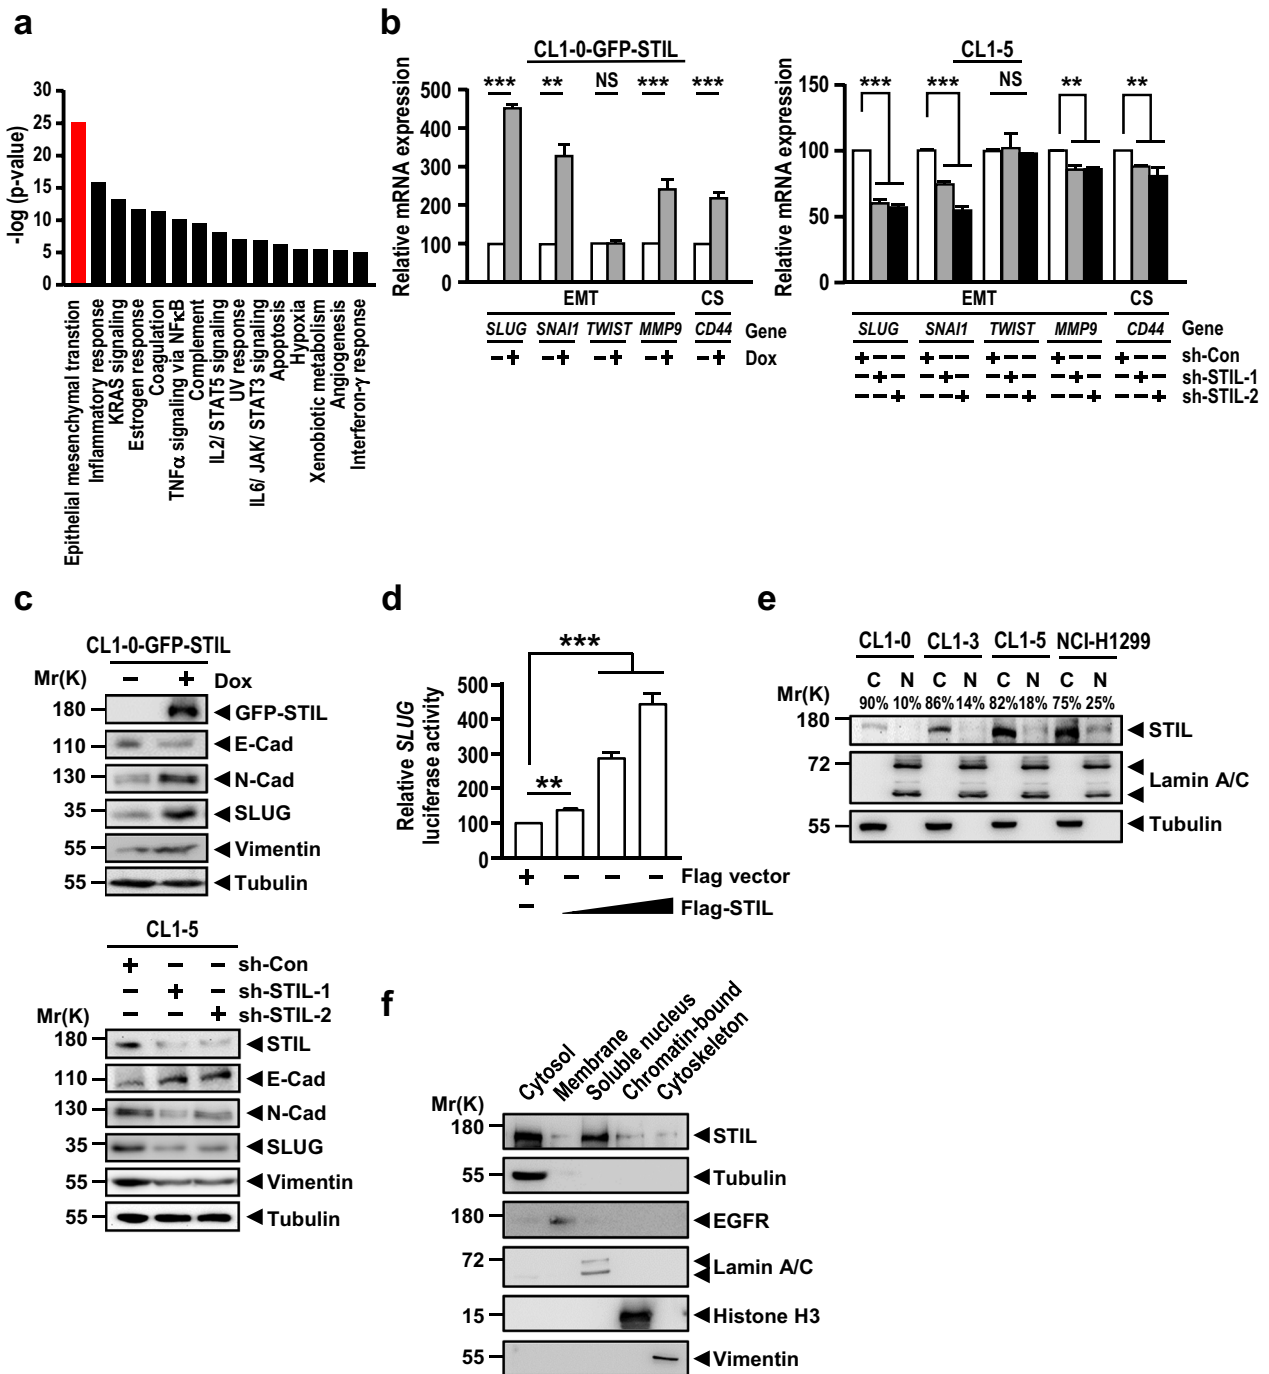 a
-log (p-value)
30
25
20
15
10
5
0
Epithelial mesenchymal transtion
Inflammatory response
KRAS signaling
Estrogen response
Coagulation
TNFα signaling via NFκB
Complement
IL2/ STAT5 signaling
UV response
IL6/ JAK/ STAT3 signaling
Apoptosis
Hypoxia
Xenobiotic metabolism
Angiogenesis
Interferon-γ response
b
CL1-0-GFP-STIL
Relative mRNA expression
500
400
300
200
100
0
*** ** NS *** ***
EMT CS
SLUG SNAI1 TWIST MMP9 CD44 Gene
– + – + – + – + – + Dox
CL1-5
Relative mRNA expression
150
100
50
0
*** *** NS ** **
EMT CS
SLUG SNAI1 TWIST MMP9 CD44 Gene
+ – – + – – + – – + – – + – – sh-Con
– + – – + – – + – – + – – + – sh-STIL-1
– – + – – + – – + – – + – – + sh-STIL-2
c
CL1-0-GFP-STIL
Mr(K) – + Dox
180 GFP-STIL
110 E-Cad
130 N-Cad
35 SLUG
55 Vimentin
55 Tubulin
CL1-5
+ – – sh-Con
– + – sh-STIL-1
Mr(K) – – + sh-STIL-2
180 STIL
110 E-Cad
130 N-Cad
35 SLUG
55 Vimentin
55 Tubulin
d
Relative SLUG
luciferase activity
500
400
300
200
100
0
***
**
+ – – – Flag vector
– Flag-STIL
e
CL1-0 CL1-3 CL1-5 NCI-H1299
C N C N C N C N
Mr(K) 90% 10% 86% 14% 82% 18% 75% 25%
180 STIL
72 Lamin A/C
55 Tubulin
f
Cytosol
Membrane
Soluble nucleus
Chromatin-bound
Cytoskeleton
Mr(K)
180 STIL
55 Tubulin
180 EGFR
72 Lamin A/C
15 Histone H3
55 Vimentin